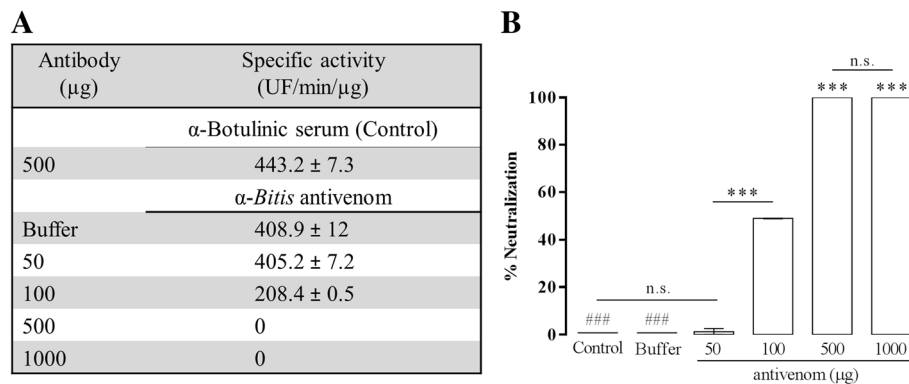 A
Antibody
(µg)
Specific activity
(UF/min/µg)
α-Botulinic serum (Control)
500 443.2 ± 7.3
α-Bitis antivenom
Buffer 408.9 ± 12
50 405.2 ± 7.2
100 208.4 ± 0.5
500 0
1000 0
B
n.s.
*** ***
***
n.s.
### ###
% Neutralization
100
80
60
40
20
0
Control Buffer 50 100 500 1000
antivenom (µg)